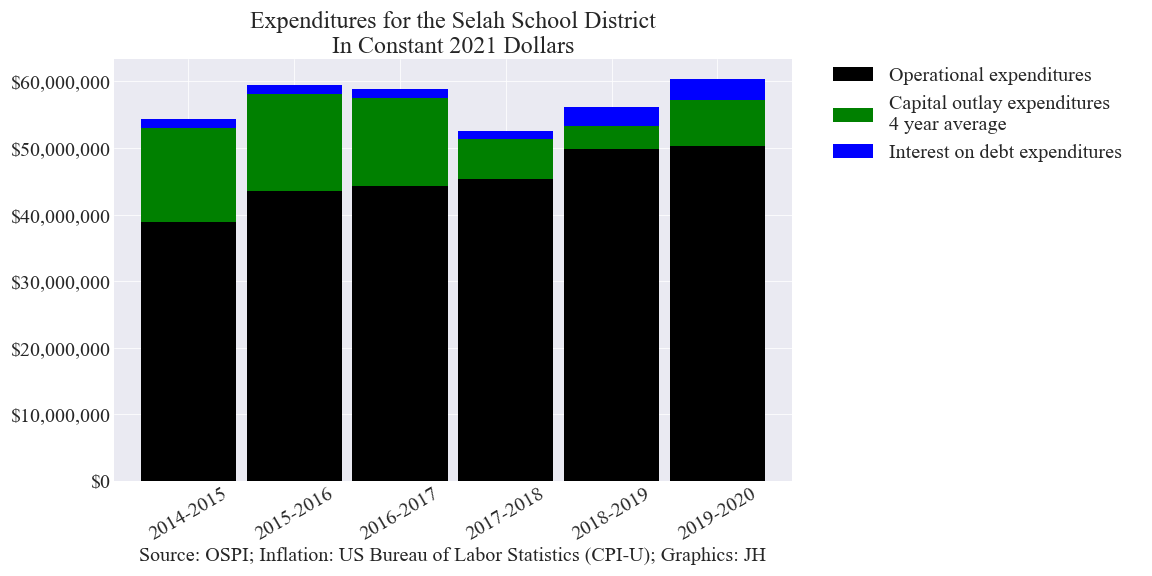 Expenditures for the Selah School District
In Constant 2021 Dollars
$60,000,000
$50,000,000
$40,000,000
$30,000,000
$20,000,000
$10,000,000
$0
2014-2015
2015-2016
2016-2017
2017-2018
2018-2019
2019-2020
Source: OSPI; Inflation: US Bureau of Labor Statistics (CPI-U); Graphics: JH
Operational expenditures
Capital outlay expenditures
4 year average
Interest on debt expenditures